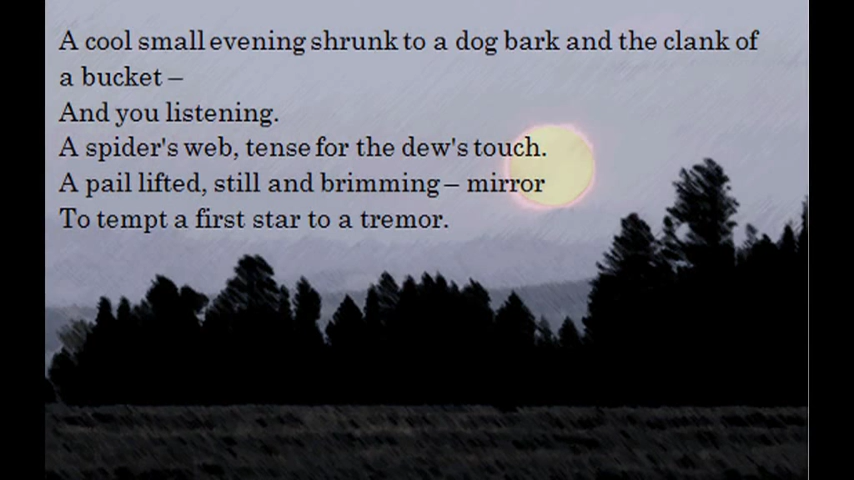 A cool small evening shrunk to a dog bark and the clank of
a bucket –
And you listening.
A spider's web, tense for the dew's touch.
A pail lifted, still and brimming – mirror
To tempt a first star to a tremor.